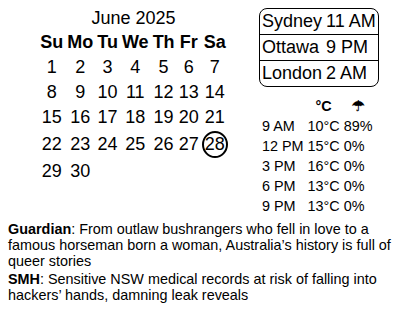 June 2025
Su Mo Tu We Th Fr Sa
1 2 3 4 5 6 7
8 9 10 11 12 13 14
15 16 17 18 19 20 21
22 23 24 25 26 27 28
29 30
Sydney 11 AM
Ottawa 9 PM
London 2 AM
°C ☂
9 AM 10°C 89%
12 PM 15°C 0%
3 PM 16°C 0%
6 PM 13°C 0%
9 PM 13°C 0%
Guardian: From outlaw bushrangers who fell in love to a
famous horseman born a woman, Australia’s history is full of
queer stories
SMH: Sensitive NSW medical records at risk of falling into
hackers’ hands, damning leak reveals